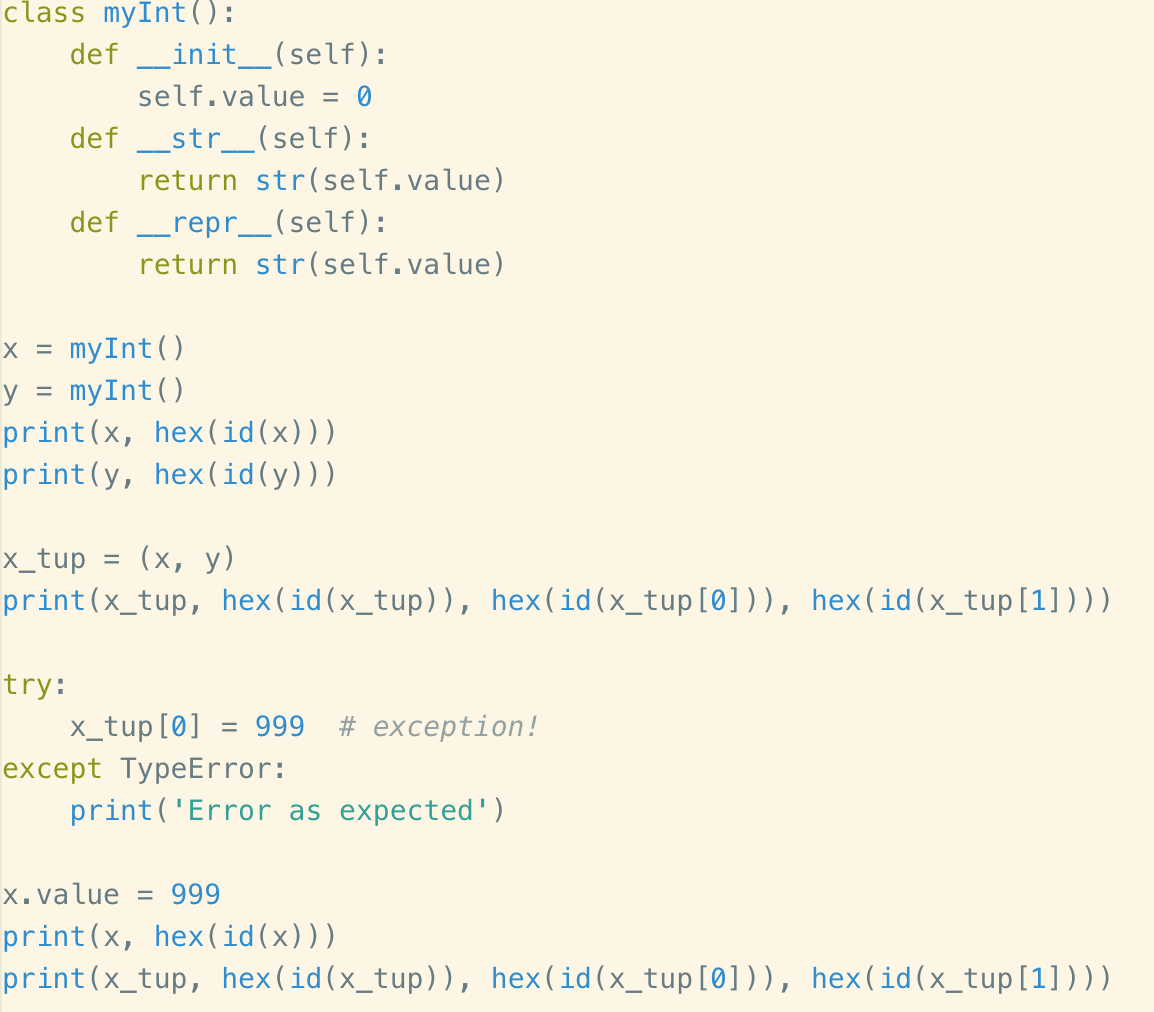 class myInt():
    def __init__(self):
        self.value = 0
    def __str__(self):
        return str(self.value)
    def __repr__(self):
        return str(self.value)

x = myInt()
y = myInt()
print(x, hex(id(x)))
print(y, hex(id(y)))

x_tup = (x, y)
print(x_tup, hex(id(x_tup)), hex(id(x_tup[0])), hex(id(x_tup[1])))

try:
    x_tup[0] = 999  # exception!
except TypeError:
    print('Error as expected')

x.value = 999
print(x, hex(id(x)))
print(x_tup, hex(id(x_tup)), hex(id(x_tup[0])), hex(id(x_tup[1])))